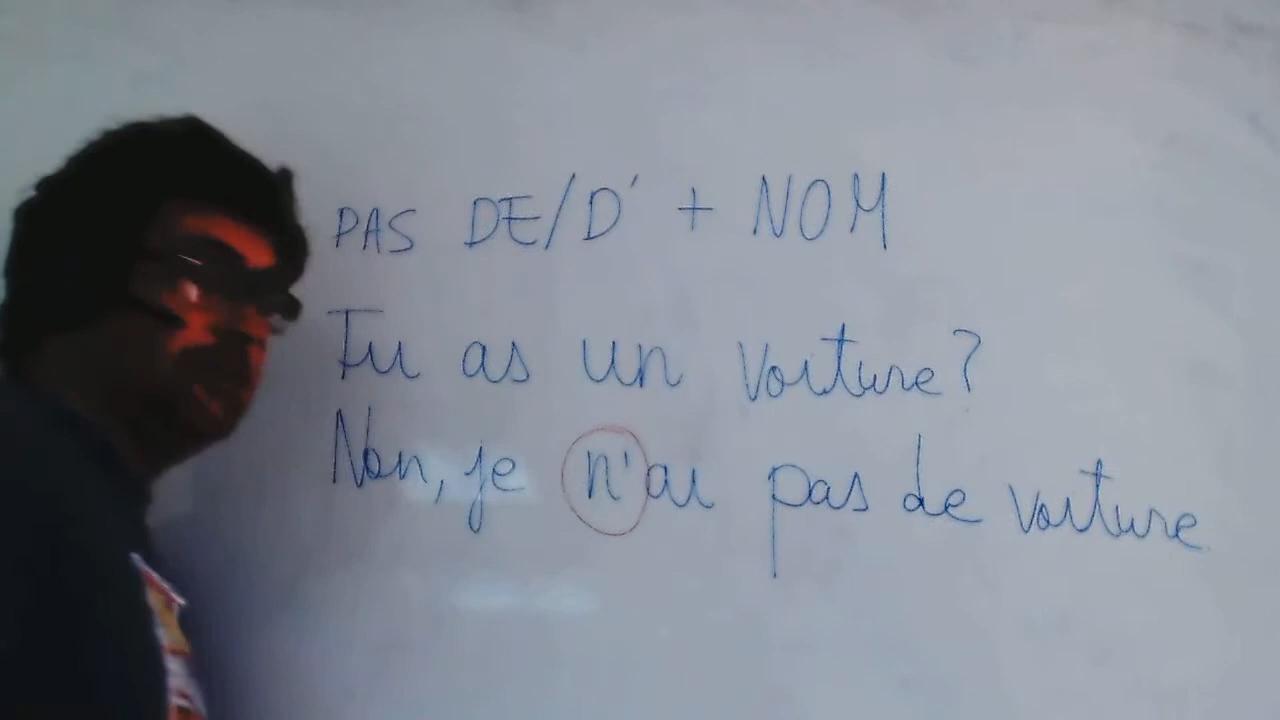 PAS DE/D' + NOM
Tu as un voiture?
Non, je n'ai pas de voiture